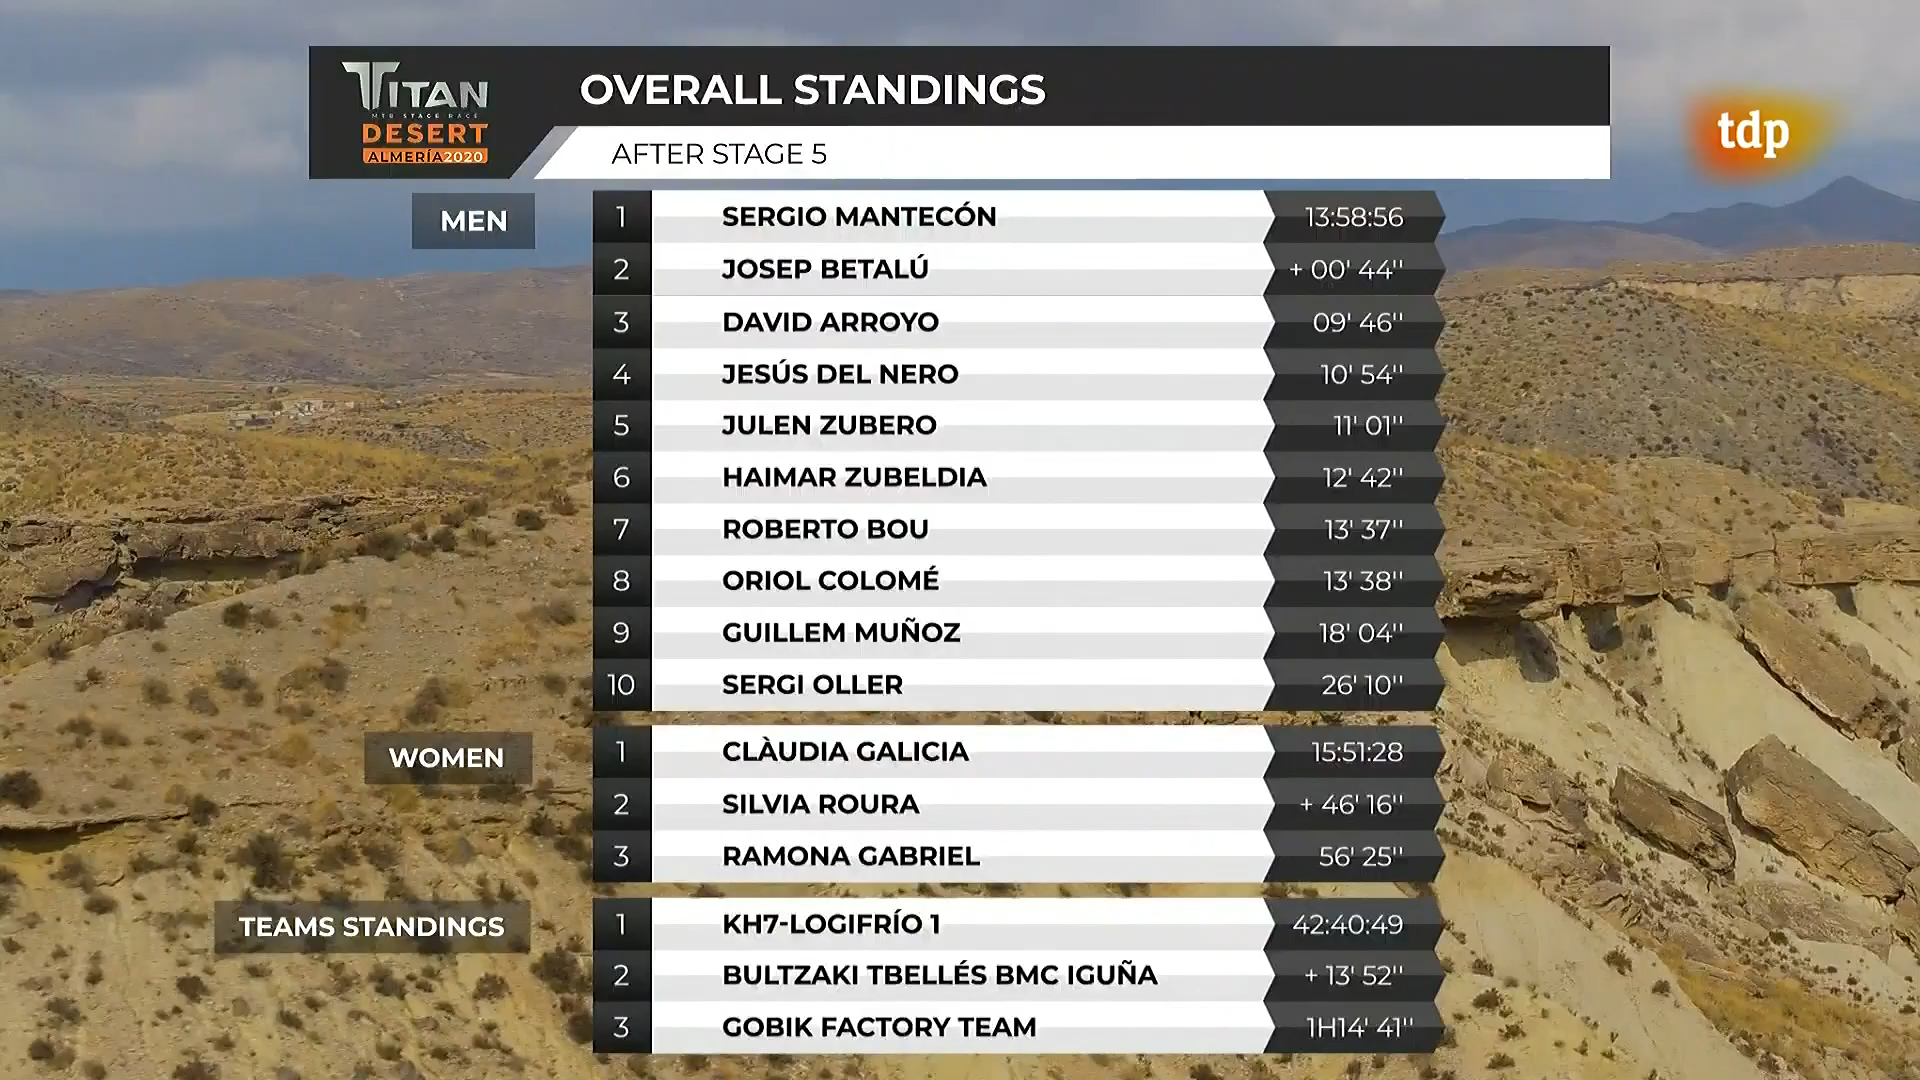 TITAN
MTB STAGE RACE
DESERT
ALMERÍA2020
OVERALL STANDINGS
AFTER STAGE 5
tdp
MEN
1 SERGIO MANTECÓN 13:58:56
2 JOSEP BETALÚ + 00' 44''
3 DAVID ARROYO 09' 46''
4 JESÚS DEL NERO 10' 54''
5 JULEN ZUBERO 11' 01''
6 HAIMAR ZUBELDIA 12' 42''
7 ROBERTO BOU 13' 37''
8 ORIOL COLOMÉ 13' 38''
9 GUILLEM MUÑOZ 18' 04''
10 SERGI OLLER 26' 10''
WOMEN
1 CLÀUDIA GALICIA 15:51:28
2 SILVIA ROURA + 46' 16''
3 RAMONA GABRIEL 56' 25''
TEAMS STANDINGS
1 KH7-LOGIFRÍO 1 42:40:49
2 BULTZAKI TBELLÉS BMC IGUÑA + 13' 52''
3 GOBIK FACTORY TEAM 1H14' 41''